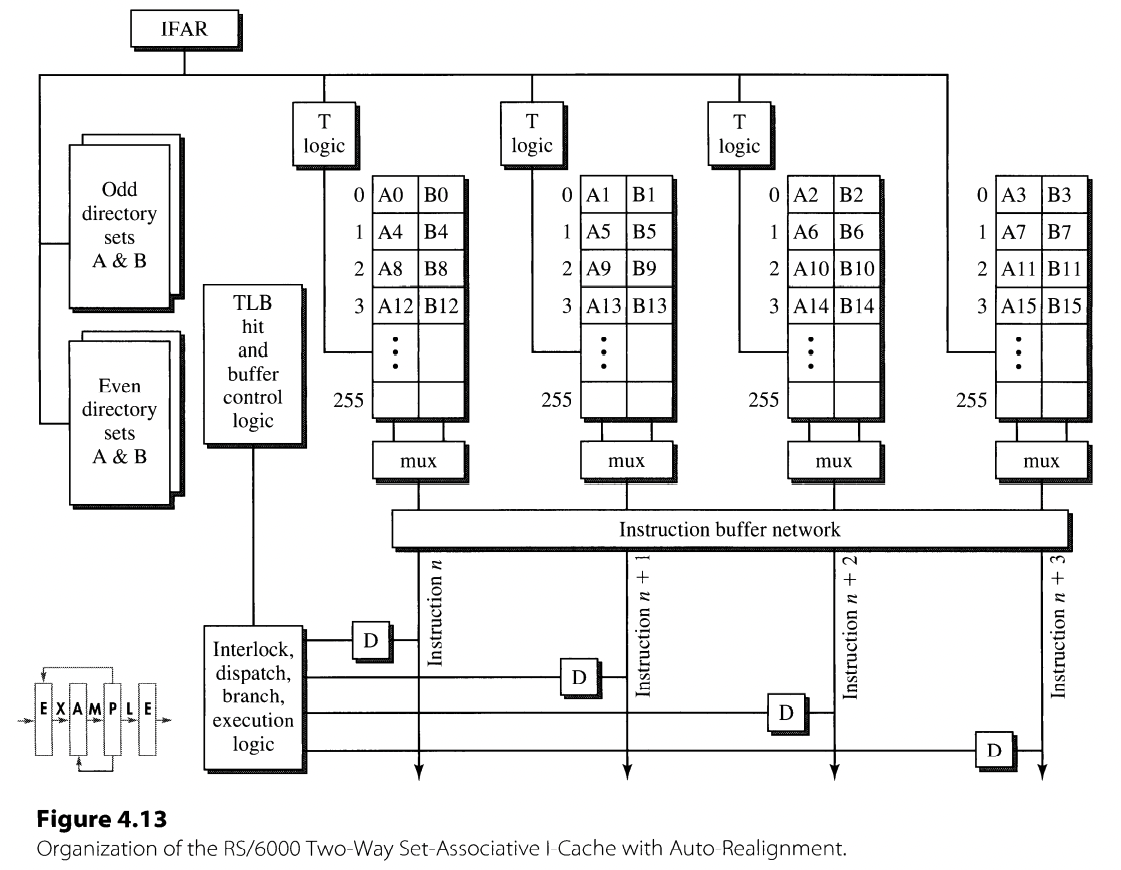 IFAR
T
logic
T
logic
T
logic
Odd
directory
sets
A & B
Even
directory
sets
A & B
TLB
hit
and
buffer
control
logic
0 A0 B0
1 A4 B4
2 A8 B8
3 A12 B12
255
mux
0 A1 B1
1 A5 B5
2 A9 B9
3 A13 B13
255
mux
0 A2 B2
1 A6 B6
2 A10 B10
3 A14 B14
255
mux
0 A3 B3
1 A7 B7
2 A11 B11
3 A15 B15
255
mux
Instruction buffer network
Instruction n
Instruction n + 1
Instruction n + 2
Instruction n + 3
Interlock,
dispatch,
branch,
execution
logic
D
D
D
D
E X A M P L E
Figure 4.13
Organization of the RS/6000 Two-Way Set-Associative I-Cache with Auto-Realignment.